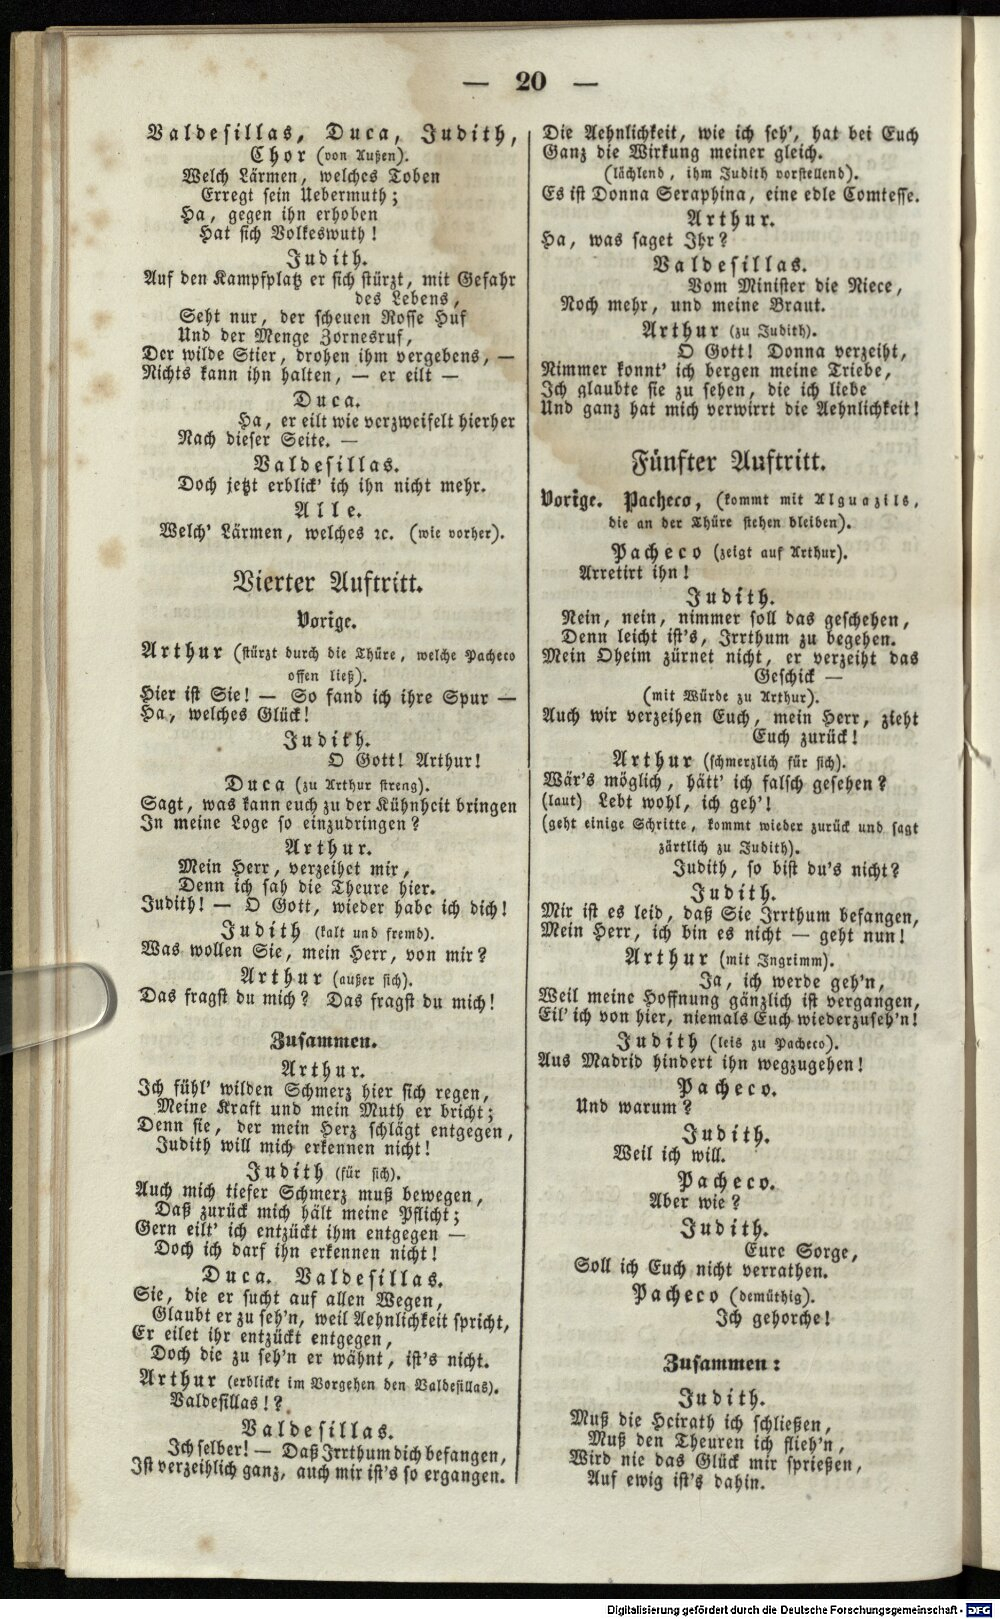 — 20 —
Valdesillas, Duca, Judith,
Chor (von Außen).
Welch Lärmen, welches Toben
Erregt sein Uebermuth;
Ha, gegen ihn erhoben
Hat sich Volkeswuth!
Judith.
Auf den Kampfplatz er sich stürzt, mit Gefahr
des Lebens,
Seht nur, der scheuen Rosse Huf
Und der Menge Zornesruf,
Der wilde Stier, drohen ihm vergebens, —
Nichts kann ihn halten, — er eilt —
Duca.
Ha, er eilt wie verzweifelt hierher
Nach dieser Seite. —
Valdesillas.
Doch jetzt erblick' ich ihn nicht mehr.
Alle.
Welch' Lärmen, welches ꝛc. (wie vorher).
Vierter Auftritt.
Vorige.
Arthur (stürzt durch die Thüre, welche Pacheco
offen ließ).
Hier ist Sie! — So fand ich ihre Spur —
Ha, welches Glück!
Judith.
O Gott! Arthur!
Duca (zu Arthur streng).
Sagt, was kann euch zu der Kühnheit bringen
In meine Loge so einzudringen?
Arthur.
Mein Herr, verzeihet mir,
Denn ich sah die Theure hier.
Judith! — O Gott, wieder habe ich dich!
Judith (kalt und fremd).
Was wollen Sie, mein Herr, von mir?
Arthur (außer sich).
Das fragst du mich? Das fragst du mich!
Zusammen.
Arthur.
Ich fühl' wilden Schmerz hier sich regen,
Meine Kraft und mein Muth er bricht;
Denn sie, der mein Herz schlägt entgegen,
Judith will mich erkennen nicht!
Judith (für sich).
Auch mich tiefer Schmerz muß bewegen,
Daß zurück mich hält meine Pflicht;
Gern eilt' ich entzückt ihm entgegen —
Doch ich darf ihn erkennen nicht!
Duca. Valdesillas.
Sie, die er sucht auf allen Wegen,
Glaubt er zu seh'n, weil Aehnlichkeit spricht,
Er eilet ihr entzückt entgegen,
Doch die zu seh'n er wähnt, ist's nicht.
Arthur (erblickt im Vorgehen den Valdesillas).
Valdesillas!?
Valdesillas.
Ich selber! — Daß Irrthum dich befangen,
Ist verzeihlich ganz, auch mir ist's so ergangen.
Die Aehnlichkeit, wie ich seh', hat bei Euch
Ganz die Wirkung meiner gleich.
(lächlend, ihm Judith vorstellend).
Es ist Donna Seraphina, eine edle Comtesse.
Arthur.
Ha, was saget Ihr?
Valdesillas.
Vom Minister die Niece,
Noch mehr, und meine Braut.
Arthur (zu Judith).
O Gott! Donna verzeiht,
Nimmer konnt' ich bergen meine Triebe,
Ich glaubte sie zu sehen, die ich liebe
Und ganz hat mich verwirrt die Aehnlichkeit!
Fünfter Auftritt.
Vorige. Pacheco, (kommt mit Alguazils,
die an der Thüre stehen bleiben).
Pacheco (zeigt auf Arthur).
Arretirt ihn!
Judith.
Nein, nein, nimmer soll das geschehen,
Denn leicht ist's, Irrthum zu begehen.
Mein Oheim zürnet nicht, er verzeiht das
Geschick —
(mit Würde zu Arthur).
Auch wir verzeihen Euch, mein Herr, zieht
Euch zurück!
Arthur (schmerzlich für sich).
Wär's möglich, hätt' ich falsch gesehen?
(laut) Lebt wohl, ich geh'!
(geht einige Schritte, kommt wieder zurück und sagt
zärtlich zu Judith).
Judith, so bist du's nicht?
Judith.
Mir ist es leid, daß Sie Irrthum befangen,
Mein Herr, ich bin es nicht — geht nun!
Arthur (mit Ingrimm).
Ja, ich werde geh'n,
Weil meine Hoffnung gänzlich ist vergangen,
Eil' ich von hier, niemals Euch wiederzuseh'n!
Judith (leis zu Pacheco).
Aus Madrid hindert ihn wegzugehen!
Pacheco.
Und warum?
Judith.
Weil ich will.
Pacheco.
Aber wie?
Judith.
Eure Sorge,
Soll ich Euch nicht verrathen.
Pacheco (demüthig).
Ich gehorche!
Zusammen:
Judith.
Muß die Heirath ich schließen,
Muß den Theuren ich flieh'n,
Wird nie das Glück mir sprießen,
Auf ewig ist's dahin.
Digitalisierung gefördert durch die Deutsche Forschungsgemeinschaft - DFG